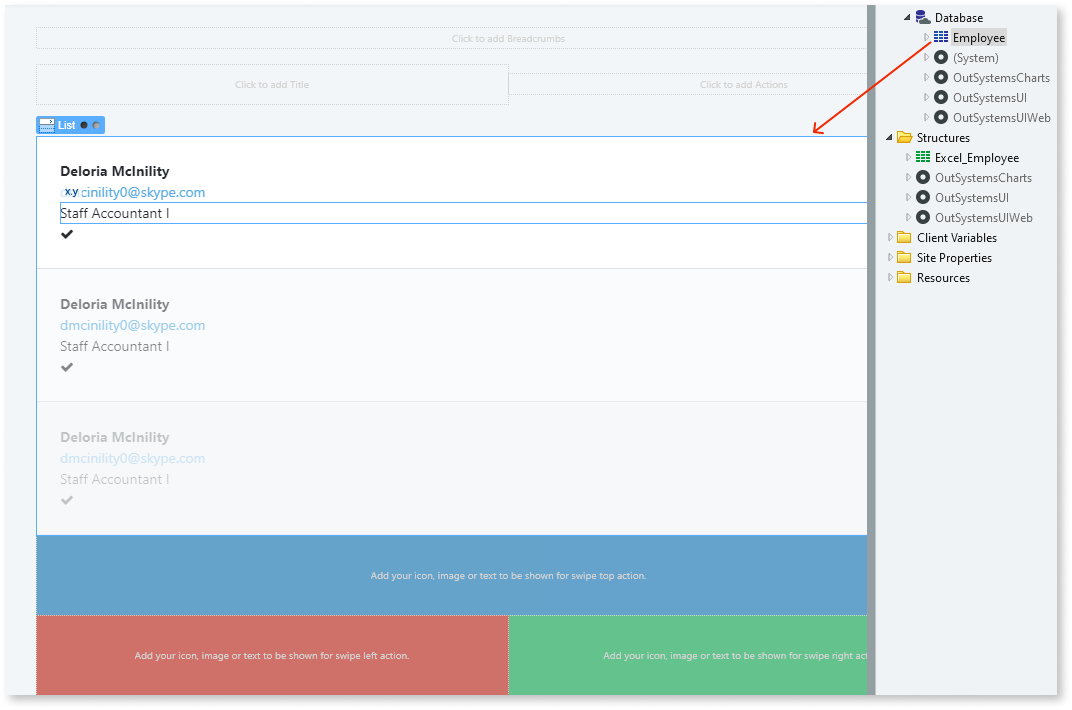 Click to add Breadcrumbs
Click to add Title
Click to add Actions
List
Deloria McInility
x.y cinility0@skype.com
Staff Accountant I
Deloria McInility
dmcinility0@skype.com
Staff Accountant I
Deloria McInility
dmcinility0@skype.com
Staff Accountant I
Add your icon, image or text to be shown for swipe top action.
Add your icon, image or text to be shown for swipe left action.
Add your icon, image or text to be shown for swipe right act
Database
Employee
(System)
OutSystemsCharts
OutSystemsUI
OutSystemsUIWeb
Structures
Excel_Employee
OutSystemsCharts
OutSystemsUI
OutSystemsUIWeb
Client Variables
Site Properties
Resources